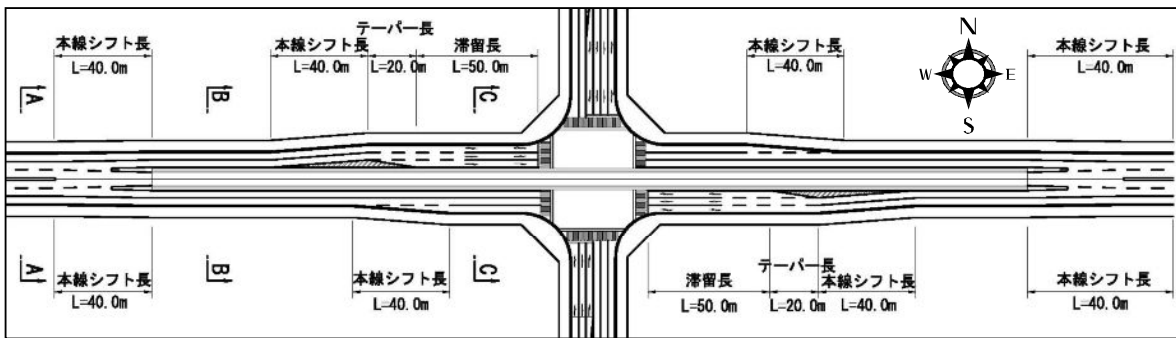 テーパー長
本線シフト長
本線シフト長
滞留長
本線シフト長
本線シフト長
L=40.0m
L=40.0m
L=20.0m
L=50.0m
L=40.0m
L=40.0m
N
W
E
S
A
B
C
A
B
C
本線シフト長
本線シフト長
滞留長
テーパー長
本線シフト長
本線シフト長
L=40.0m
L=40.0m
L=50.0m
L=20.0m
L=40.0m
L=40.0m